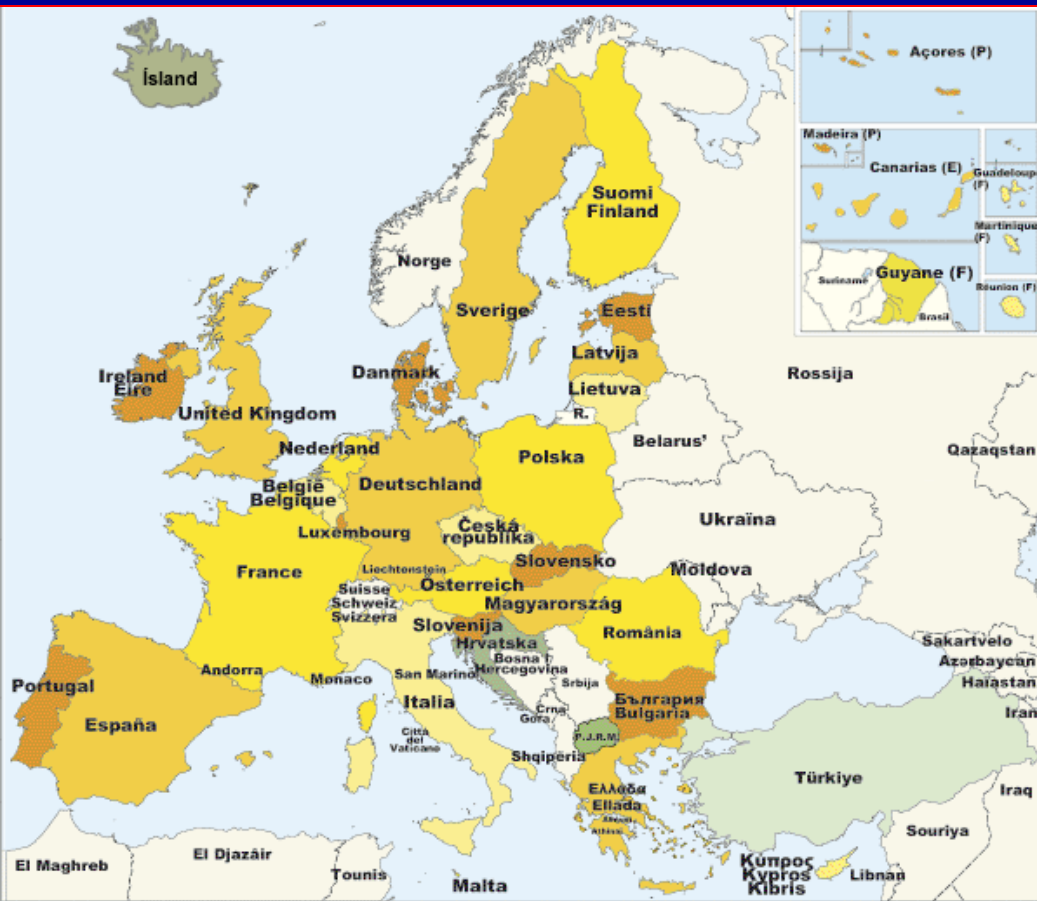 Ísland
Açores (P)
Madeira (P)
Canarias (E)
Guadeloupe
(F)
Martinique
(F)
Guyane (F)
Suriname
Réunion (F)
Brasil
Suomi
Finland
Norge
Sverige
Eesti
Latvija
Danmark
Rossija
Ireland
Éire
Lietuva
United Kingdom
R.
Belarus’
Nederland
Polska
Qazaqstan
België
Belgique
Deutschland
Luxembourg
Česká
republika
Ukraïna
France
Slovensko
Liechtenstein
Moldova
Suisse
Schweiz
Svizzera
Österreich
Magyarország
Slovenija
România
Hrvatska
Sakartvelo
Bosna i
Hercegovina
Azərbaycan
Andorra
Monaco
San Marino
Srbija
Haïastan
Portugal
España
Italia
България
Bulgaria
Crna
Gora
Iran
Città
del
Vaticano
P.J.R.M.
Shqipëria
Türkiye
Ελλάδα
Ellada
Iraq
Souriya
El Maghreb
El Djazâir
Tounis
Malta
Κύπρος
Kypros
Kibris
Libnan